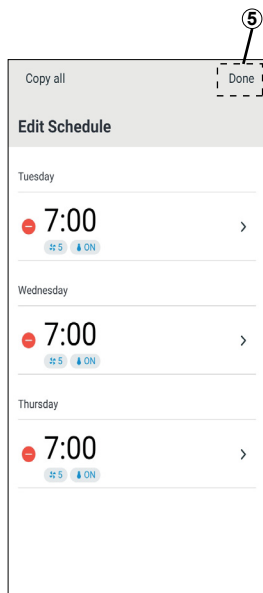 ⑤
Copy all Done
Edit Schedule
Tuesday
7:00
5 ON
Wednesday
7:00
5 ON
Thursday
7:00
5 ON